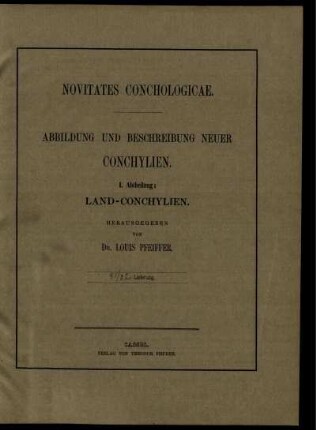 NOVITATES CONCHOLOGICAE.
ABBILDUNG UND BESCHREIBUNG NEUER
CONCHYLIEN.
I. Abtheilung:
LAND-CONCHYLIEN.
HERAUSGEGEBEN
VON
DR. LOUIS PFEIFFER.
Lieferung
CASSEL.
VERLAG VON THEODOR FISCHER.